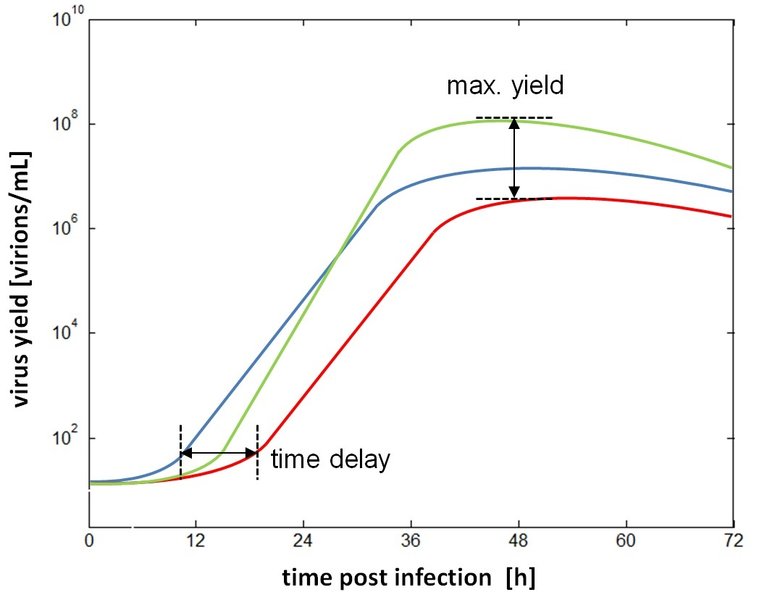 10^10
max. yield
10^8
10^6
10^4
10^2
time delay
virus yield [virions/mL]
0 12 24 36 48 60 72
time post infection [h]